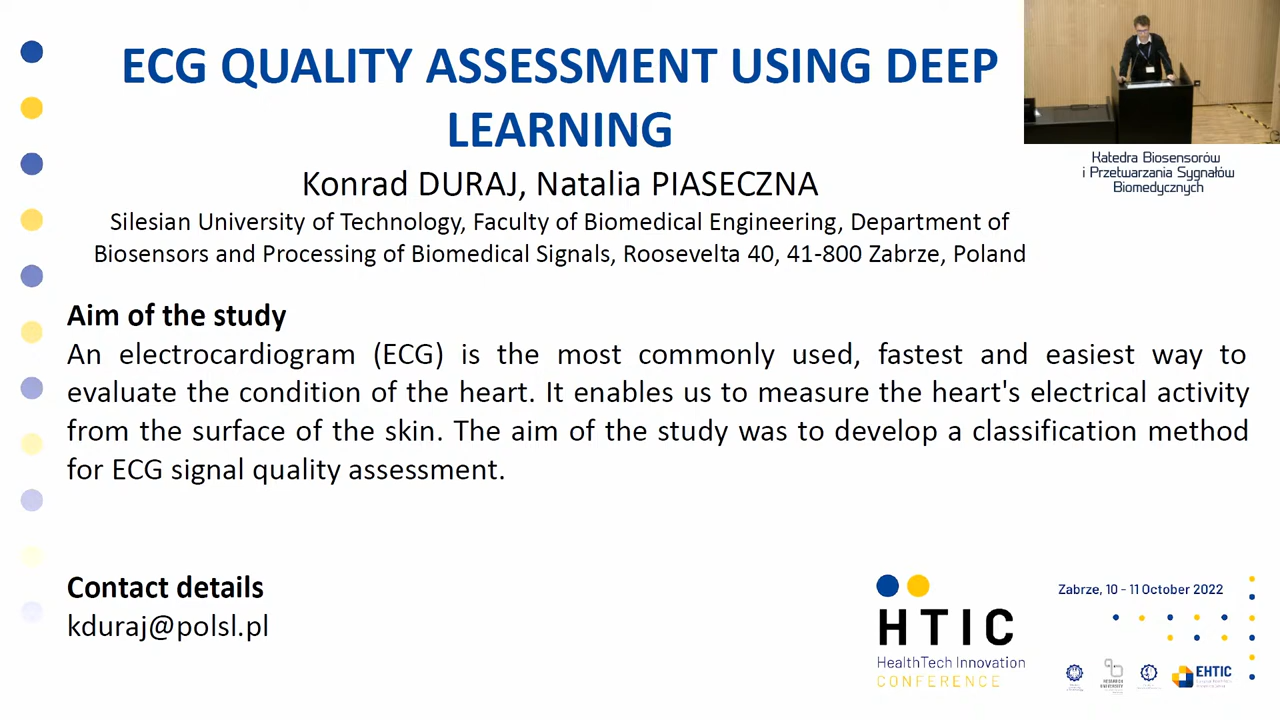 ECG QUALITY ASSESSMENT USING DEEP
LEARNING
Konrad DURAJ, Natalia PIASECZNA
Silesian University of Technology, Faculty of Biomedical Engineering, Department of
Biosensors and Processing of Biomedical Signals, Roosevelta 40, 41-800 Zabrze, Poland
Katedra Biosensorów
i Przetwarzania Sygnałów
Biomedycznych
Aim of the study
An electrocardiogram (ECG) is the most commonly used, fastest and easiest way to
evaluate the condition of the heart. It enables us to measure the heart's electrical activity
from the surface of the skin. The aim of the study was to develop a classification method
for ECG signal quality assessment.
Contact details
kduraj@polsl.pl
HTIC
HealthTech Innovation
CONFERENCE
Zabrze, 10 - 11 October 2022
EHTIC